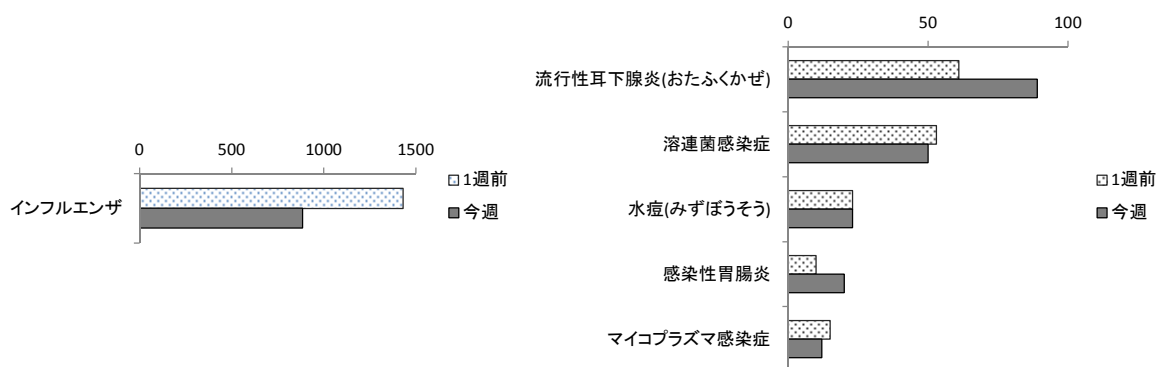 0 500 1000 1500
インフルエンザ
1週前
今週
0 50 100
流行性耳下腺炎(おたふくかぜ)
溶連菌感染症
水痘(みずぼうそう)
感染性胃腸炎
マイコプラズマ感染症
1週前
今週